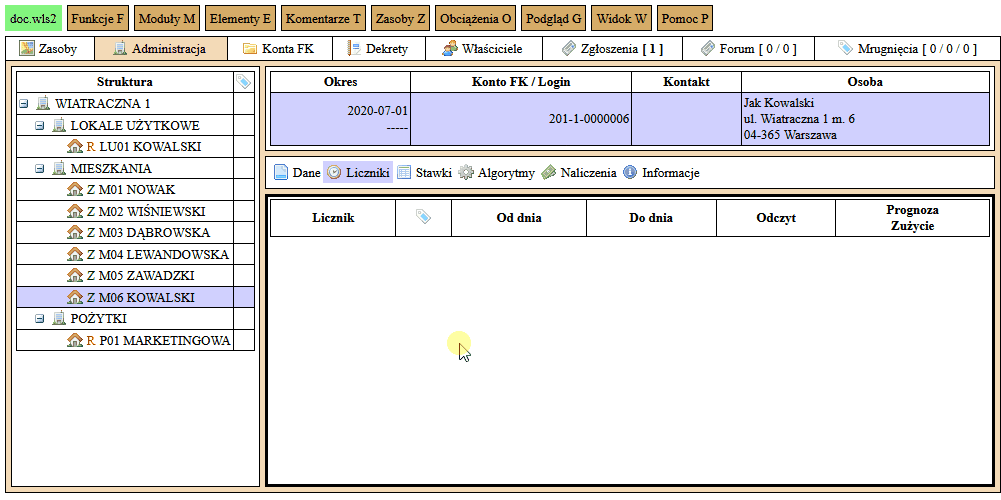 doc.wls2 Funkcje F Moduły M Elementy E Komentarze T Zasoby Z Obciążenia O Podgląd G Widok W Pomoc P
Zasoby Administracja Konta FK Dekrety Właściciele Zgłoszenia [ 1 ] Forum [ 0 / 0 ] Mrugnięcia [ 0 / 0 / 0 ]
Struktura
WIATRACZNA 1
LOKALE UŻYTKOWE
R LU01 KOWALSKI
MIESZKANIA
Z M01 NOWAK
Z M02 WIŚNIEWSKI
Z M03 DĄBROWSKA
Z M04 LEWANDOWSKA
Z M05 ZAWADZKI
Z M06 KOWALSKI
POŻYTKI
R P01 MARKETINGOWA
Okres Konto FK / Login Kontakt Osoba
2020-07-01
-----
201-1-0000006
Jak Kowalski
ul. Wiatraczna 1 m. 6
04-365 Warszawa
Dane Liczniki Stawki Algorytmy Naliczenia Informacje
Licznik Od dnia Do dnia Odczyt Prognoza
Zużycie